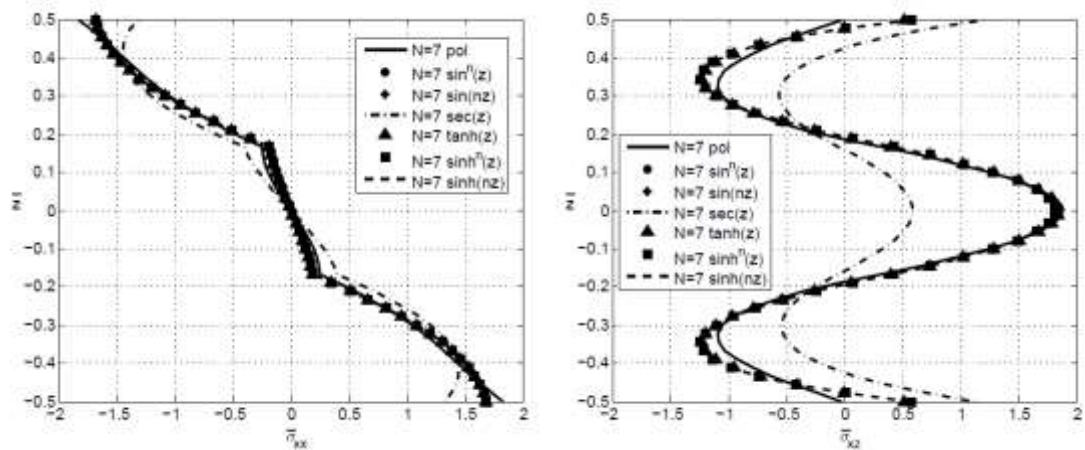 0.5
0.4
0.3
0.2
0.1
0
−0.1
−0.2
−0.3
−0.4
−0.5
z̄
−2 −1.5 −1 −0.5 0 0.5 1 1.5 2
σ̄xx
N=7 pol
N=7 sinⁿ(z)
N=7 sin(nz)
N=7 sec(z)
N=7 tanh(z)
N=7 sinhⁿ(z)
N=7 sinh(nz)
0.5
0.4
0.3
0.2
0.1
0
−0.1
−0.2
−0.3
−0.4
−0.5
z̄
−2 −1.5 −1 −0.5 0 0.5 1 1.5 2
σ̄xz
N=7 pol
N=7 sinⁿ(z)
N=7 sin(nz)
N=7 sec(z)
N=7 tanh(z)
N=7 sinhⁿ(z)
N=7 sinh(nz)